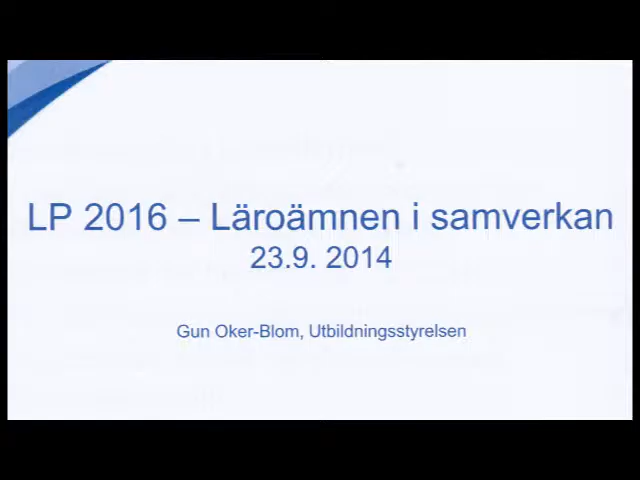 LP 2016 – Läroämnen i samverkan
23.9. 2014
Gun Oker-Blom, Utbildningsstyrelsen